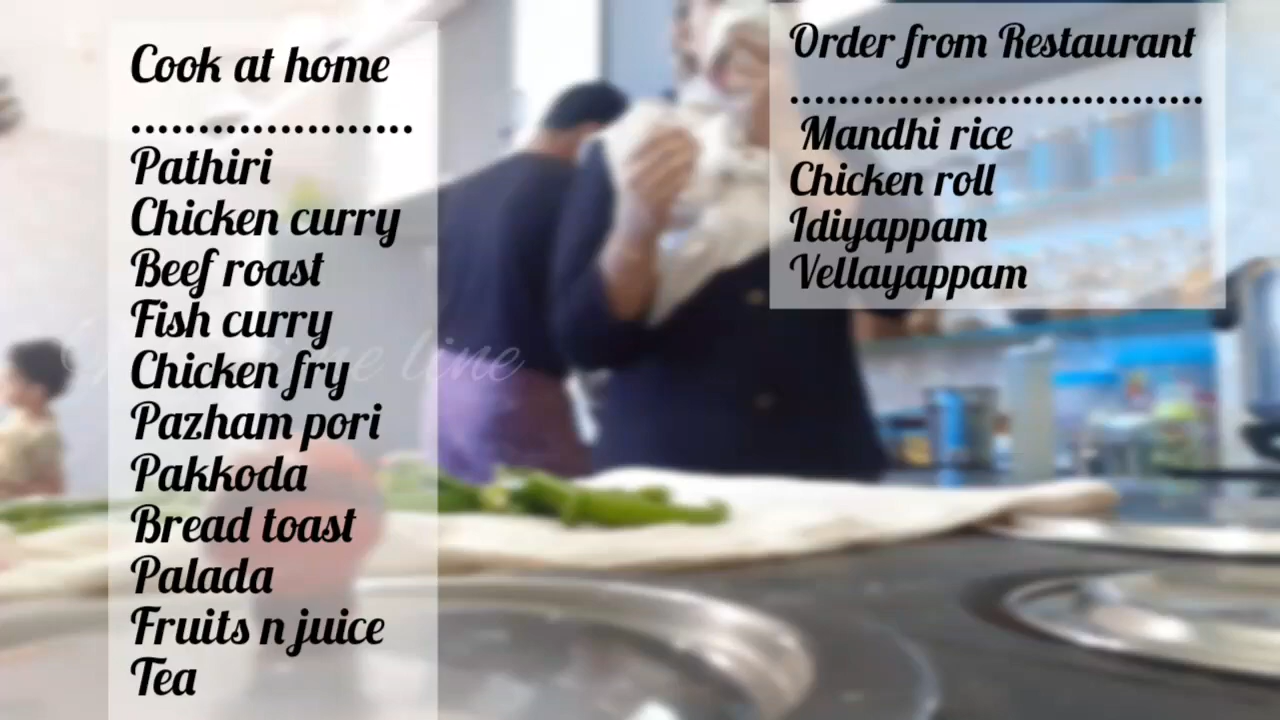 Cook at home
.....................
Pathiri
Chicken curry
Beef roast
Fish curry
Chicken fry
Pazham pori
Pakkoda
Bread toast
Palada
Fruits n juice
Tea
Order from Restaurant
..................................
Mandhi rice
Chicken roll
Idiyappam
Vellayappam
line